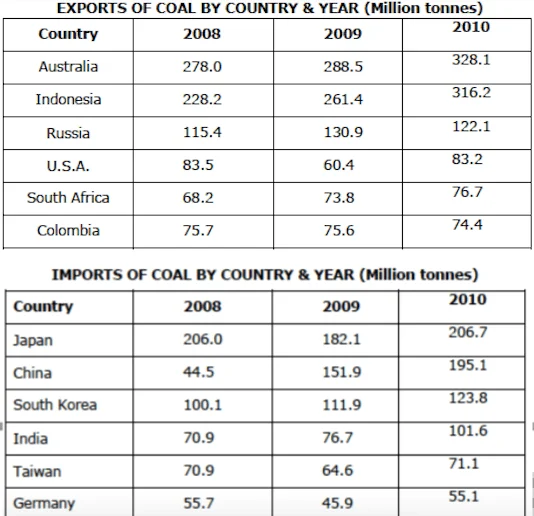 EXPORTS OF COAL BY COUNTRY & YEAR (Million tonnes)
Country 2008 2009 2010
Australia 278.0 288.5 328.1
Indonesia 228.2 261.4 316.2
Russia 115.4 130.9 122.1
U.S.A. 83.5 60.4 83.2
South Africa 68.2 73.8 76.7
Colombia 75.7 75.6 74.4
IMPORTS OF COAL BY COUNTRY & YEAR (Million tonnes)
Country 2008 2009 2010
Japan 206.0 182.1 206.7
China 44.5 151.9 195.1
South Korea 100.1 111.9 123.8
India 70.9 76.7 101.6
Taiwan 70.9 64.6 71.1
Germany 55.7 45.9 55.1